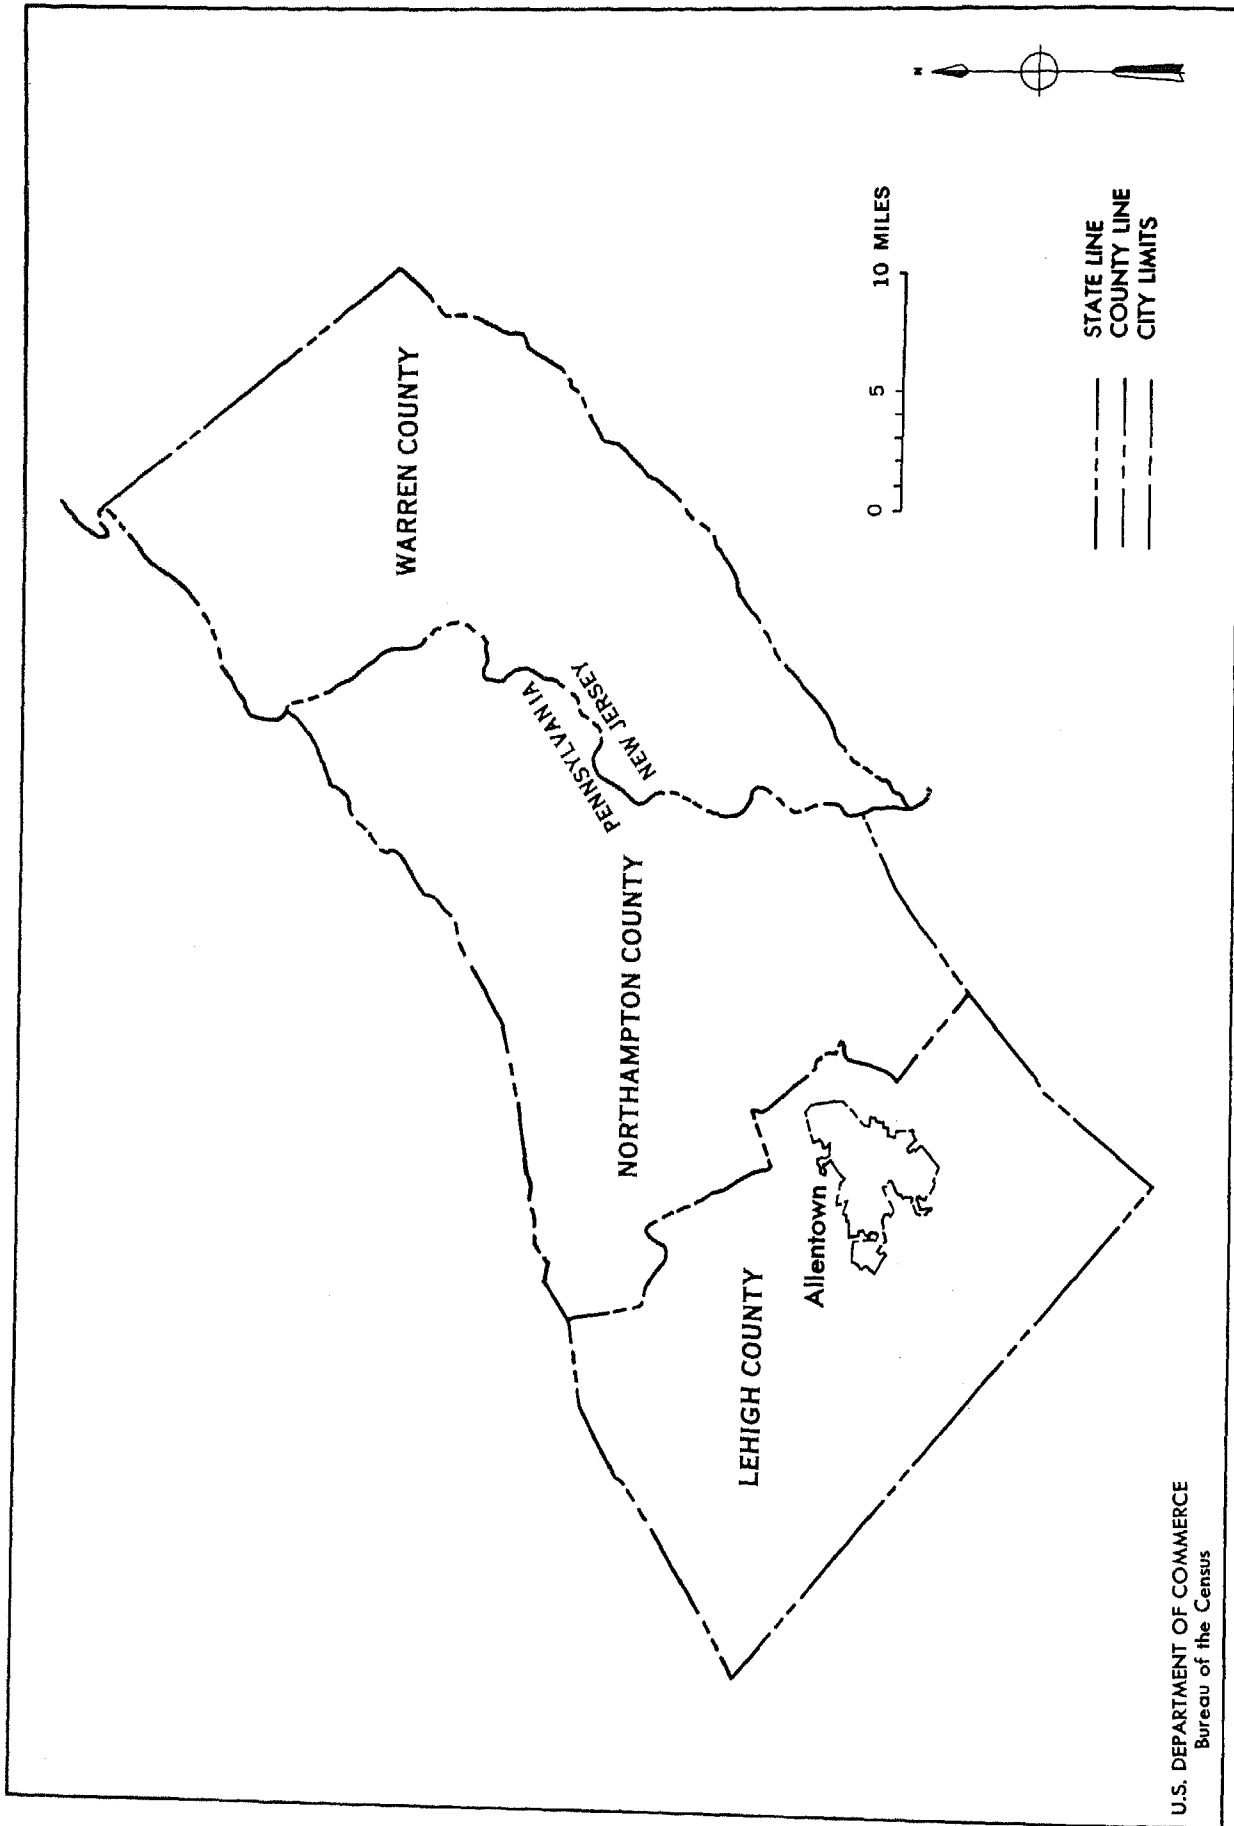 N
WARREN COUNTY
PENNSYLVANIA
NEW JERSEY
NORTHAMPTON COUNTY
LEHIGH COUNTY
Allentown
0 5 10 MILES
STATE LINE
COUNTY LINE
CITY LIMITS
U.S. DEPARTMENT OF COMMERCE
Bureau of the Census